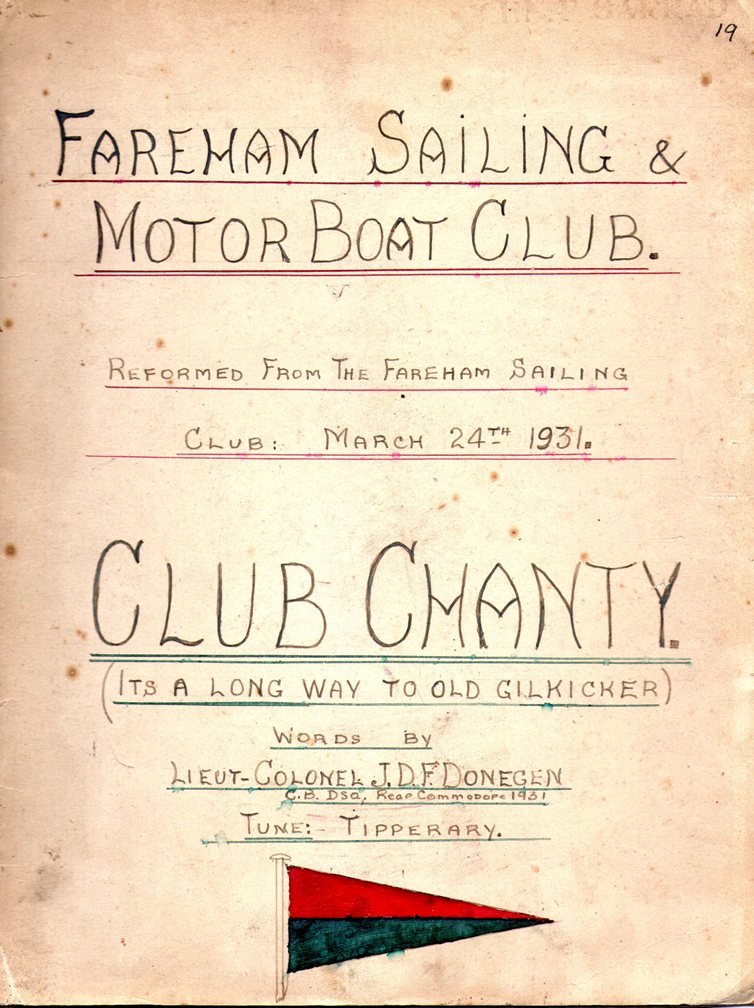 19
FAREHAM SAILING &
MOTOR BOAT CLUB.
REFORMED FROM THE FAREHAM SAILING
CLUB: MARCH 24TH 1931.
CLUB CHANTY.
(ITS A LONG WAY TO OLD GILKICKER)
WORDS BY
LIEUT-COLONEL J.D.F DONEGEN
C.B. DSO, Rear Commodore 1931
TUNE:- TIPPERARY.